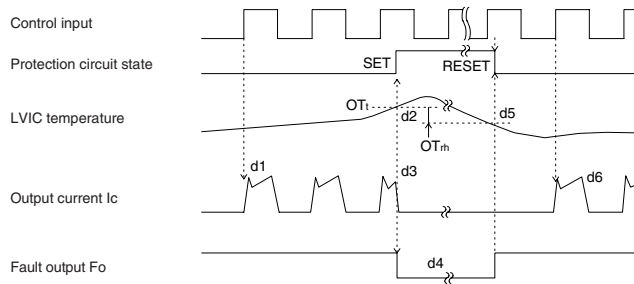 Control input
Protection circuit state
SET
RESET
LVIC temperature
OTt
d2
d5
OTrh
Output current Ic
d1
d3
d6
Fault output Fo
d4